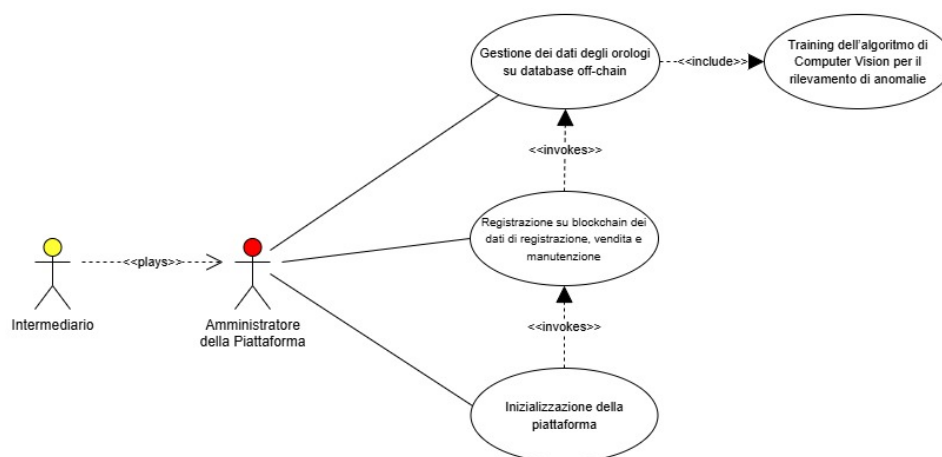 Gestione dei dati degli orologi
su database off-chain
<<include>>
Training dell'algoritmo di
Computer Vision per il
rilevamento di anomalie
<<invokes>>
Registrazione su blockchain dei
dati di registrazione, vendita e
manutenzione
<<plays>>
Intermediario
Amministratore
della Piattaforma
<<invokes>>
Inizializzazione della
piattaforma